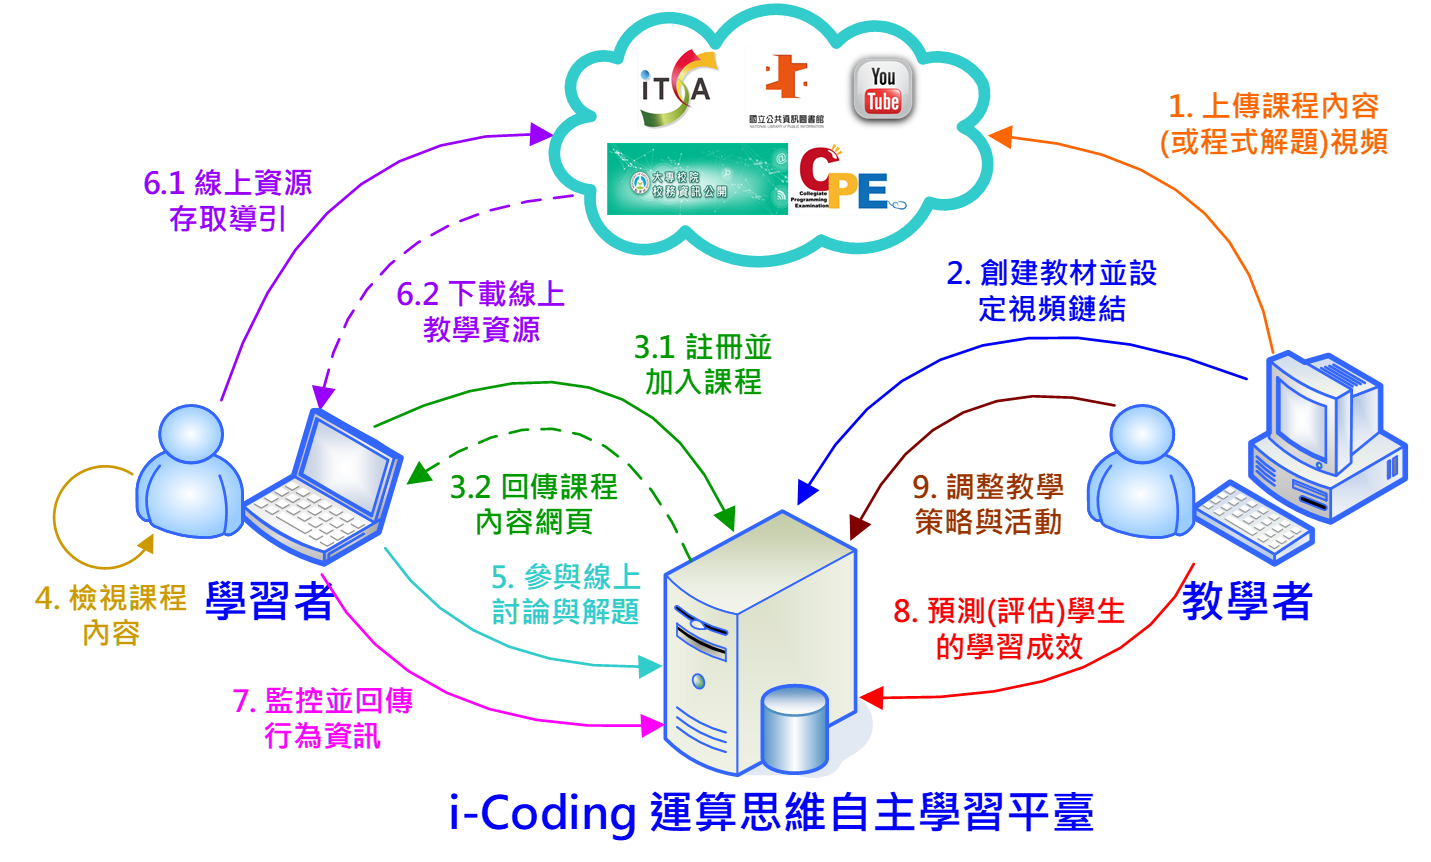 iTSA
國立公共資訊圖書館
NATIONAL LIBRARY of PUBLIC INFORMATION
You
Tube
大專校院
校務資訊公開
CPE
Collegiate
Programming
Examination
1. 上傳課程內容
(或程式解題)視頻
6.1 線上資源
存取導引
2. 創建教材並設
定視頻鏈結
6.2 下載線上
教學資源
3.1 註冊並
加入課程
3.2 回傳課程
內容網頁
9. 調整教學
策略與活動
4. 檢視課程
內容
學習者
5. 參與線上
討論與解題
8. 預測(評估)學生
的學習成效
教學者
7. 監控並回傳
行為資訊
i-Coding 運算思維自主學習平臺